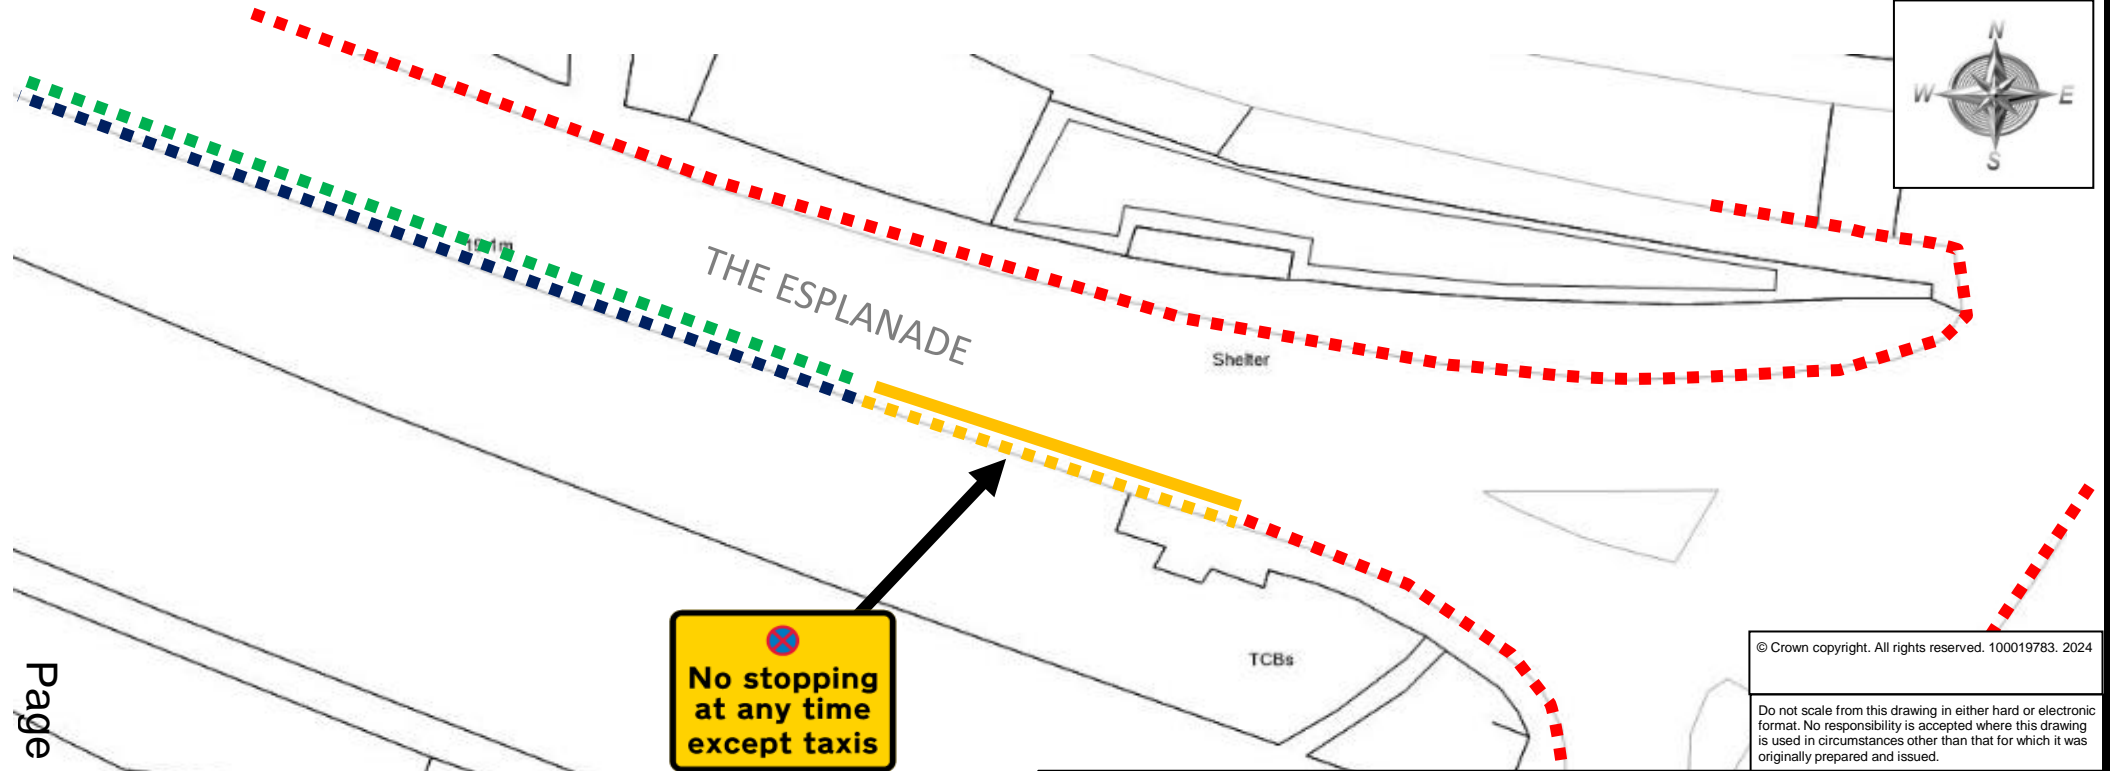 N
W E
S
19.1m
THE ESPLANADE
Shelter
TCBs
No stopping
at any time
except taxis
Page
© Crown copyright. All rights reserved. 100019783. 2024
Do not scale from this drawing in either hard or electronic
format. No responsibility is accepted where this drawing
is used in circumstances other than that for which it was
originally prepared and issued.